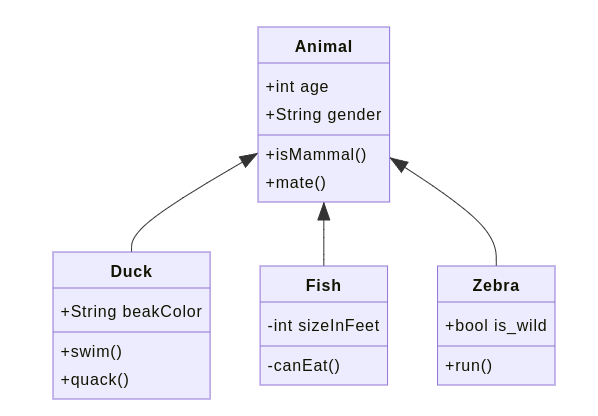 Animal
+int age
+String gender
+isMammal()
+mate()
Duck
+String beakColor
+swim()
+quack()
Fish
-int sizeInFeet
-canEat()
Zebra
+bool is_wild
+run()